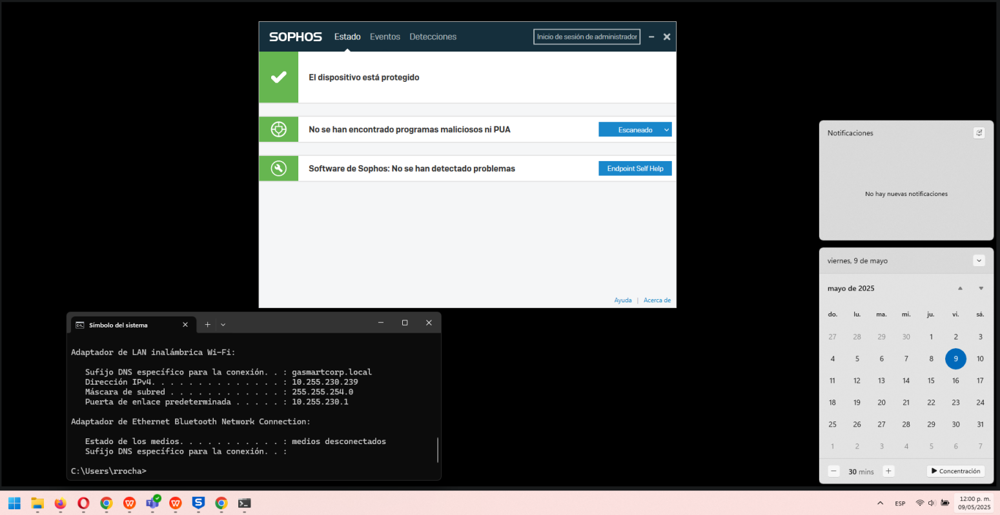 SOPHOS Estado Eventos Detecciones Inicio de sesión de administrador
El dispositivo está protegido
No se han encontrado programas maliciosos ni PUA Escaneado
Software de Sophos: No se han detectado problemas Endpoint Self Help
Ayuda | Acerca de
Símbolo del sistema
Adaptador de LAN inalámbrica Wi-Fi:
Sufijo DNS específico para la conexión. . : gasmartcorp.local
Dirección IPv4. . . . . . . . . . . . . . : 10.255.230.239
Máscara de subred . . . . . . . . . . . . : 255.255.254.0
Puerta de enlace predeterminada . . . . . : 10.255.230.1
Adaptador de Ethernet Bluetooth Network Connection:
Estado de los medios. . . . . . . . . . . : medios desconectados
Sufijo DNS específico para la conexión. . :
C:\Users\rrocha>
Notificaciones
No hay nuevas notificaciones
viernes, 9 de mayo
mayo de 2025
do. lu. ma. mi. ju. vi. sá.
27 28 29 30 1 2 3
4 5 6 7 8 9 10
11 12 13 14 15 16 17
18 19 20 21 22 23 24
25 26 27 28 29 30 31
1 2 3 4 5 6 7
30 mins Concentración
ESP
12:00 p. m.
09/05/2025